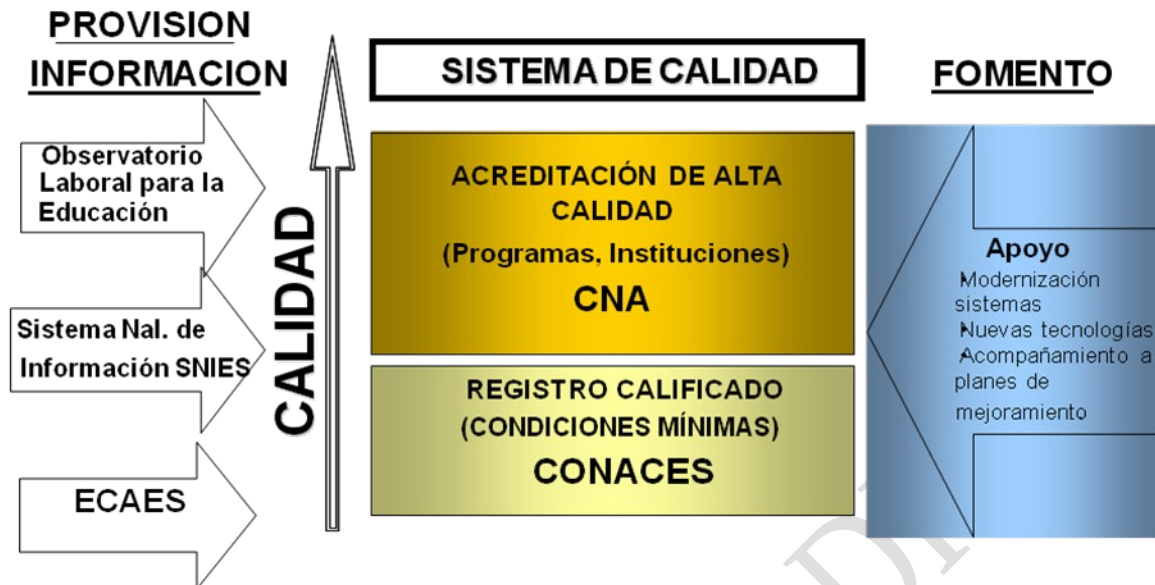 PROVISION
INFORMACION
Observatorio
Laboral para la
Educación
Sistema Nal. de
Información SNIES
ECAES
CALIDAD
SISTEMA DE CALIDAD
ACREDITACIÓN DE ALTA
CALIDAD
(Programas, Instituciones)
CNA
REGISTRO CALIFICADO
(CONDICIONES MÍNIMAS)
CONACES
FOMENTO
Apoyo
Modernización
sistemas
Nuevas tecnologías
Acompañamiento a
planes de
mejoramiento